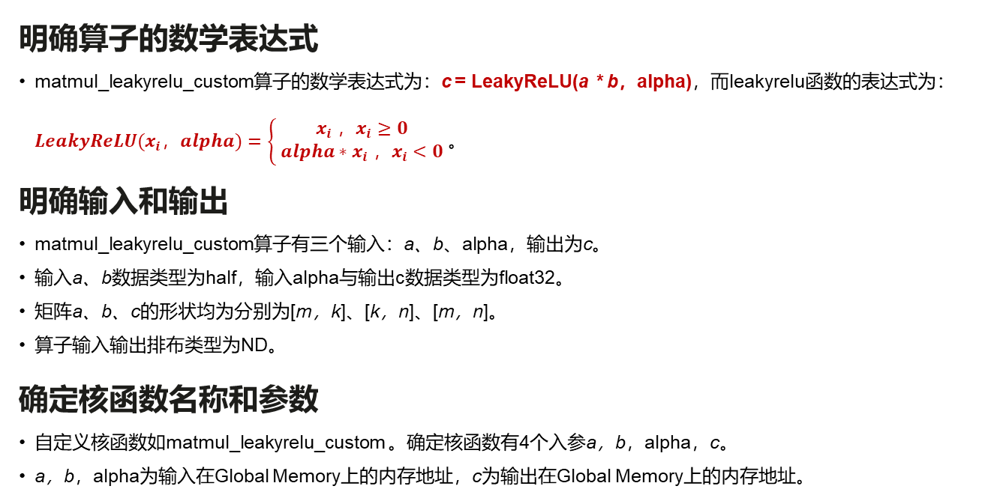 明确算子的数学表达式
• matmul_leakyrelu_custom算子的数学表达式为：c = LeakyReLU(a * b，alpha)，而leakyrelu函数的表达式为：
LeakyReLU(xᵢ，alpha) = { xᵢ，xᵢ ≥ 0
alpha * xᵢ，xᵢ < 0 。
明确输入和输出
• matmul_leakyrelu_custom算子有三个输入：a、b、alpha，输出为c。
• 输入a、b数据类型为half，输入alpha与输出c数据类型为float32。
• 矩阵a、b、c的形状均为分别为[m，k]、[k，n]、[m，n]。
• 算子输入输出排布类型为ND。
确定核函数名称和参数
• 自定义核函数如matmul_leakyrelu_custom。确定核函数有4个入参a，b，alpha，c。
• a，b，alpha为输入在Global Memory上的内存地址，c为输出在Global Memory上的内存地址。